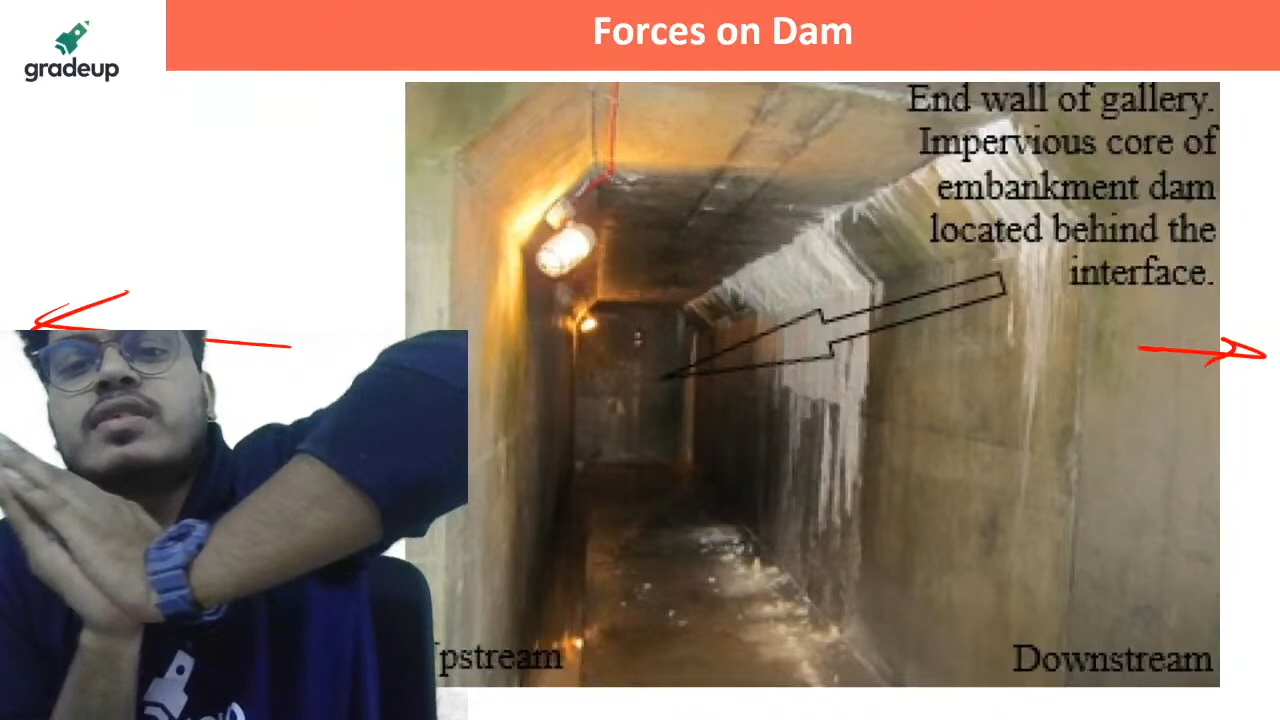 Forces on Dam
gradeup
End wall of gallery.
Impervious core of
embankment dam
located behind the
interface.
pstream
Downstream